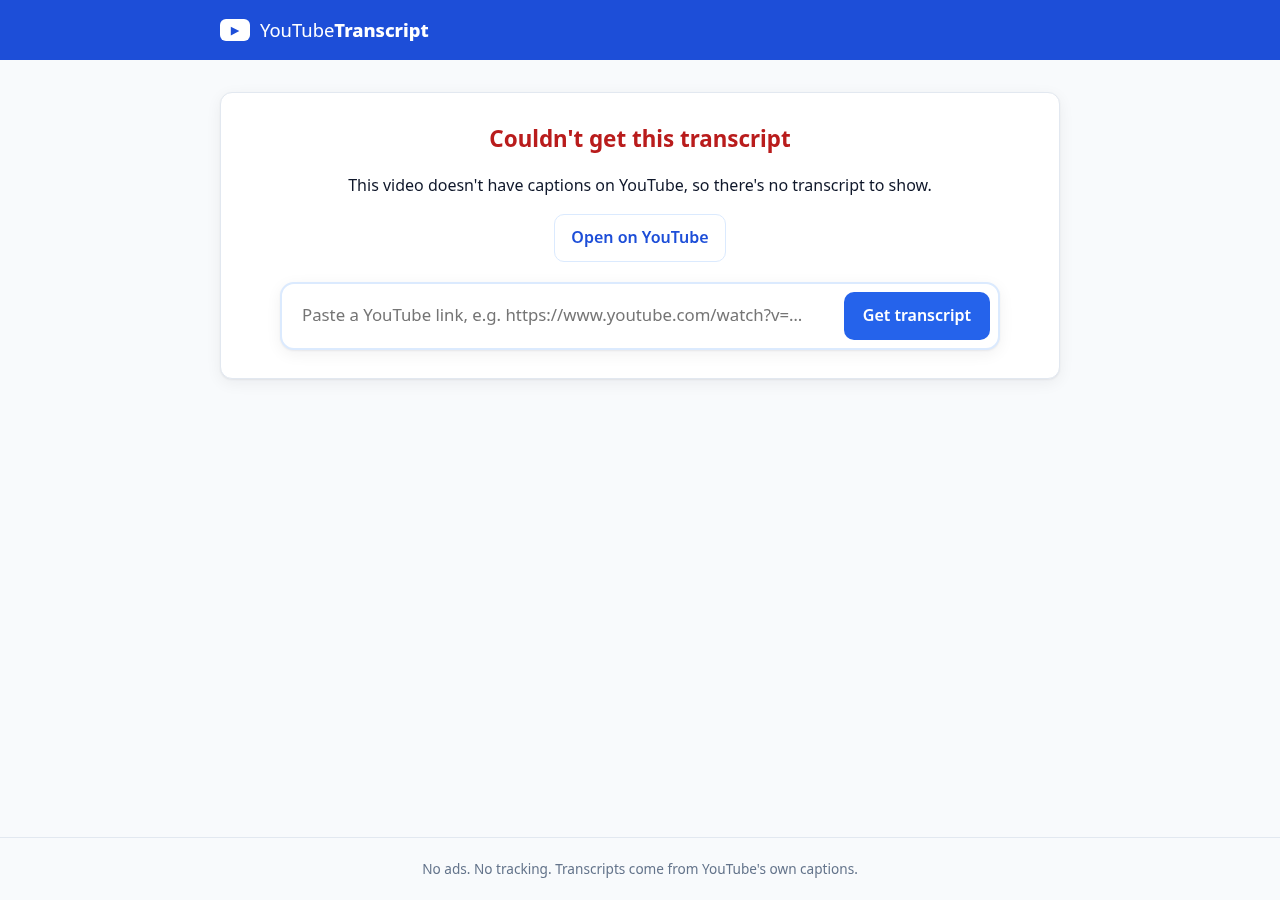 YouTubeTranscript
Couldn't get this transcript
This video doesn't have captions on YouTube, so there's no transcript to show.
Open on YouTube
Paste a YouTube link, e.g. https://www.youtube.com/watch?v=...
Get transcript
No ads. No tracking. Transcripts come from YouTube's own captions.